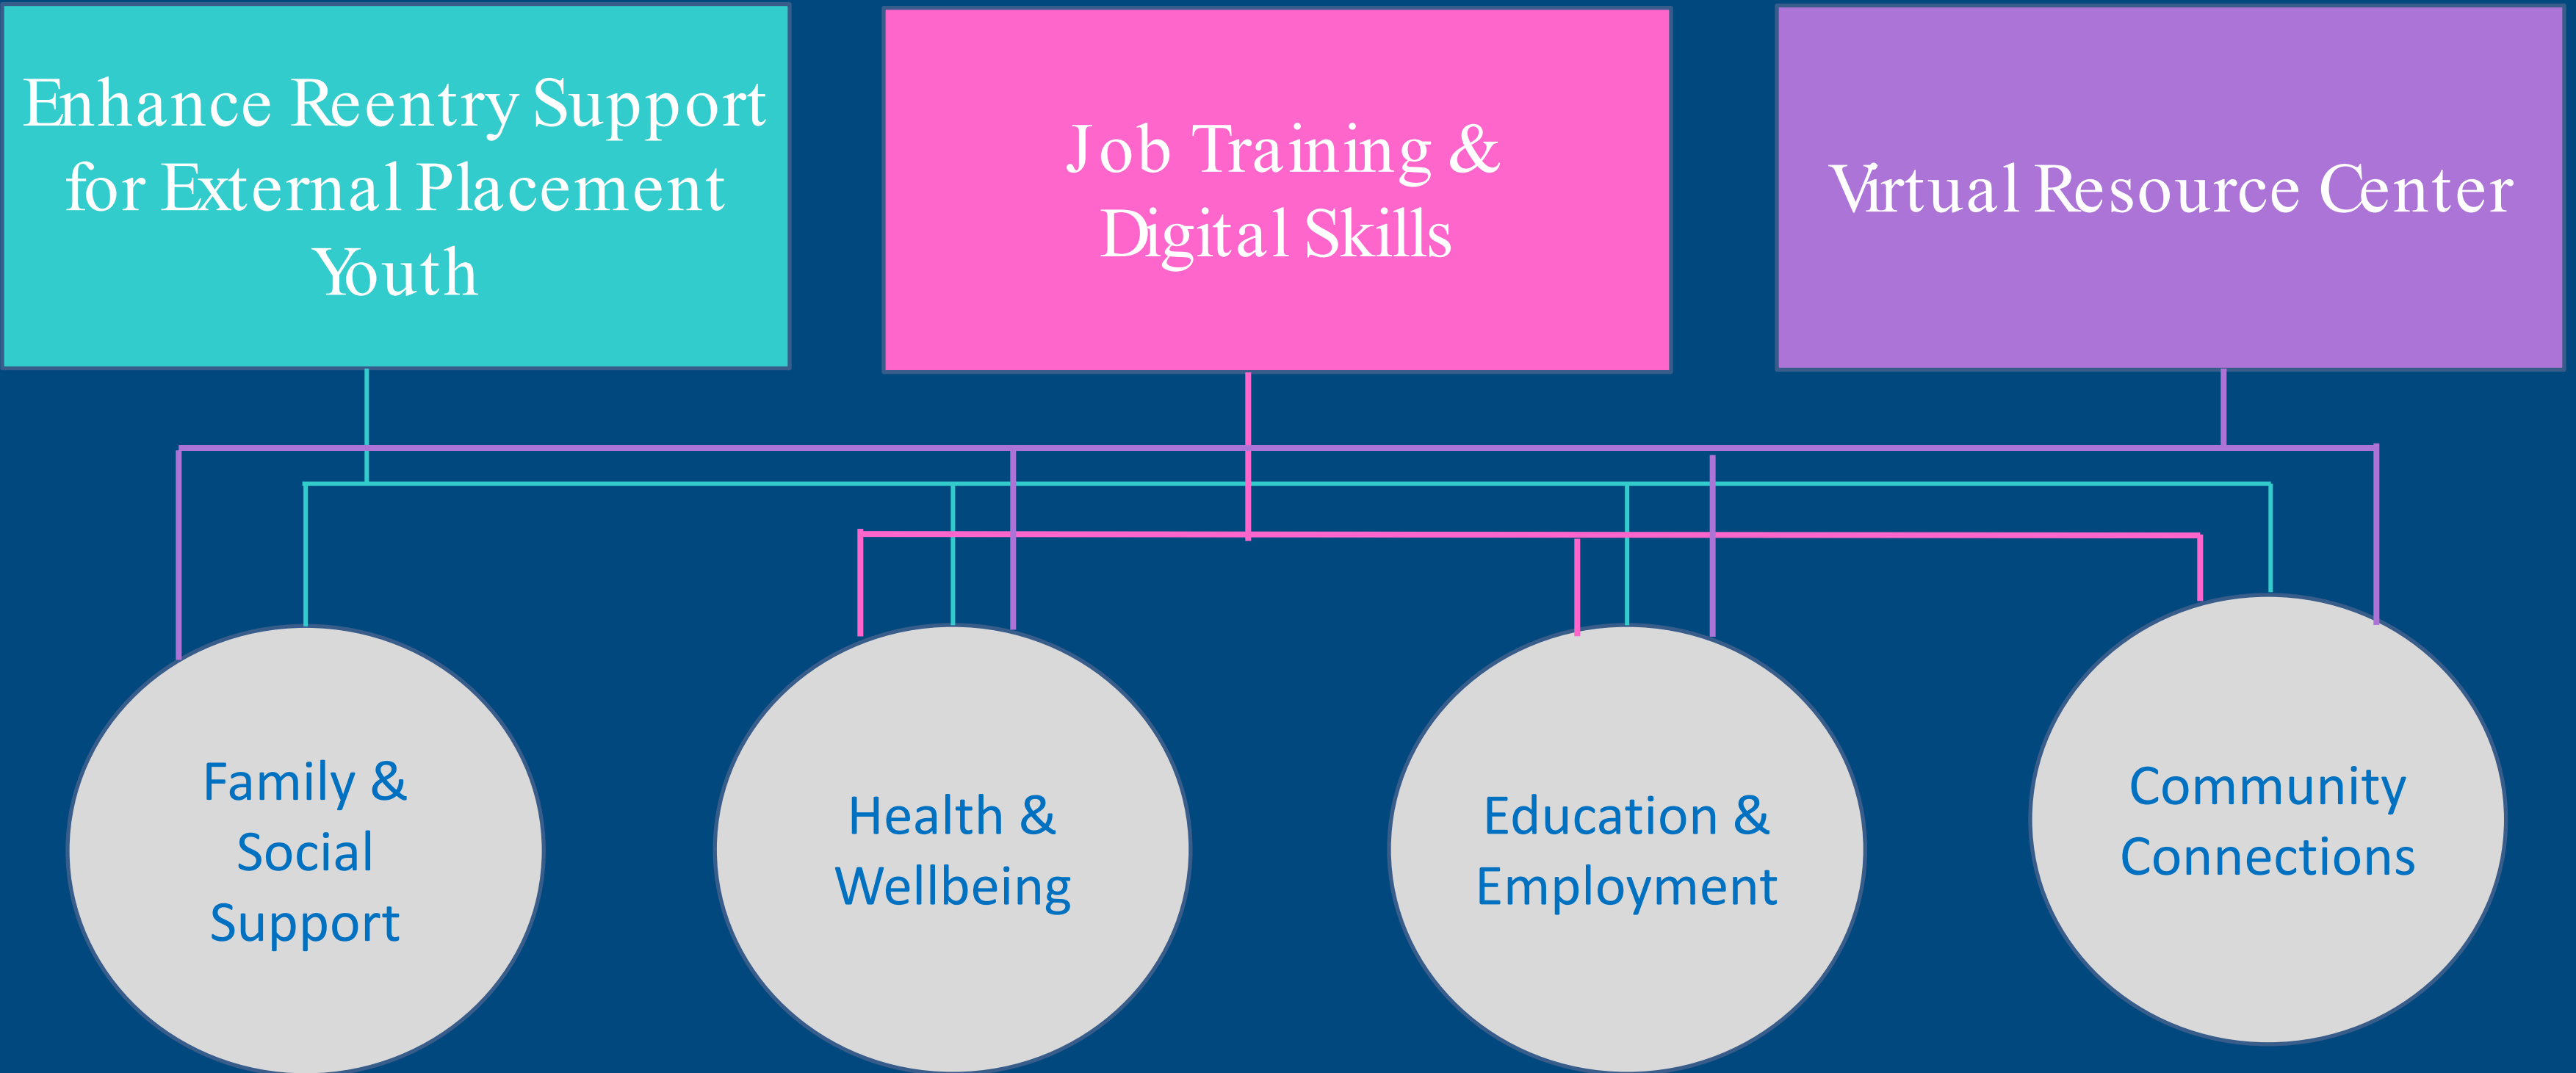 Enhance Reentry Support
for External Placement
Youth
Job Training &
Digital Skills
Virtual Resource Center
Family &
Social
Support
Health &
Wellbeing
Education &
Employment
Community
Connections